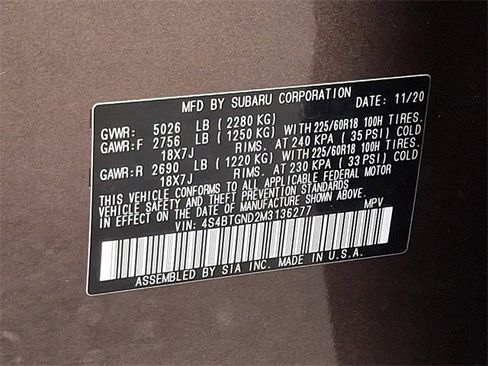 MFD BY SUBARU CORPORATION DATE: 11/20
GVWR: 5026 LB (2280 KG)
GAWR:F 2756 LB (1250 KG) WITH 225/60R18 100H TIRES.
18X7J RIMS. AT 240 KPA (35 PSI) COLD
GAWR:R 2690 LB (1220 KG) WITH 225/60R18 100H TIRES.
18X7J RIMS. AT 230 KPA (33 PSI) COLD
THIS VEHICLE CONFORMS TO ALL APPLICABLE FEDERAL MOTOR
VEHICLE SAFETY AND THEFT PREVENTION STANDARDS
IN EFFECT ON THE DATE OF MANUFACTURE SHOWN ABOVE.
VIN: 4S4BTGND2M3136277 MPV
ASSEMBLED BY SIA INC. MADE IN U.S.A.